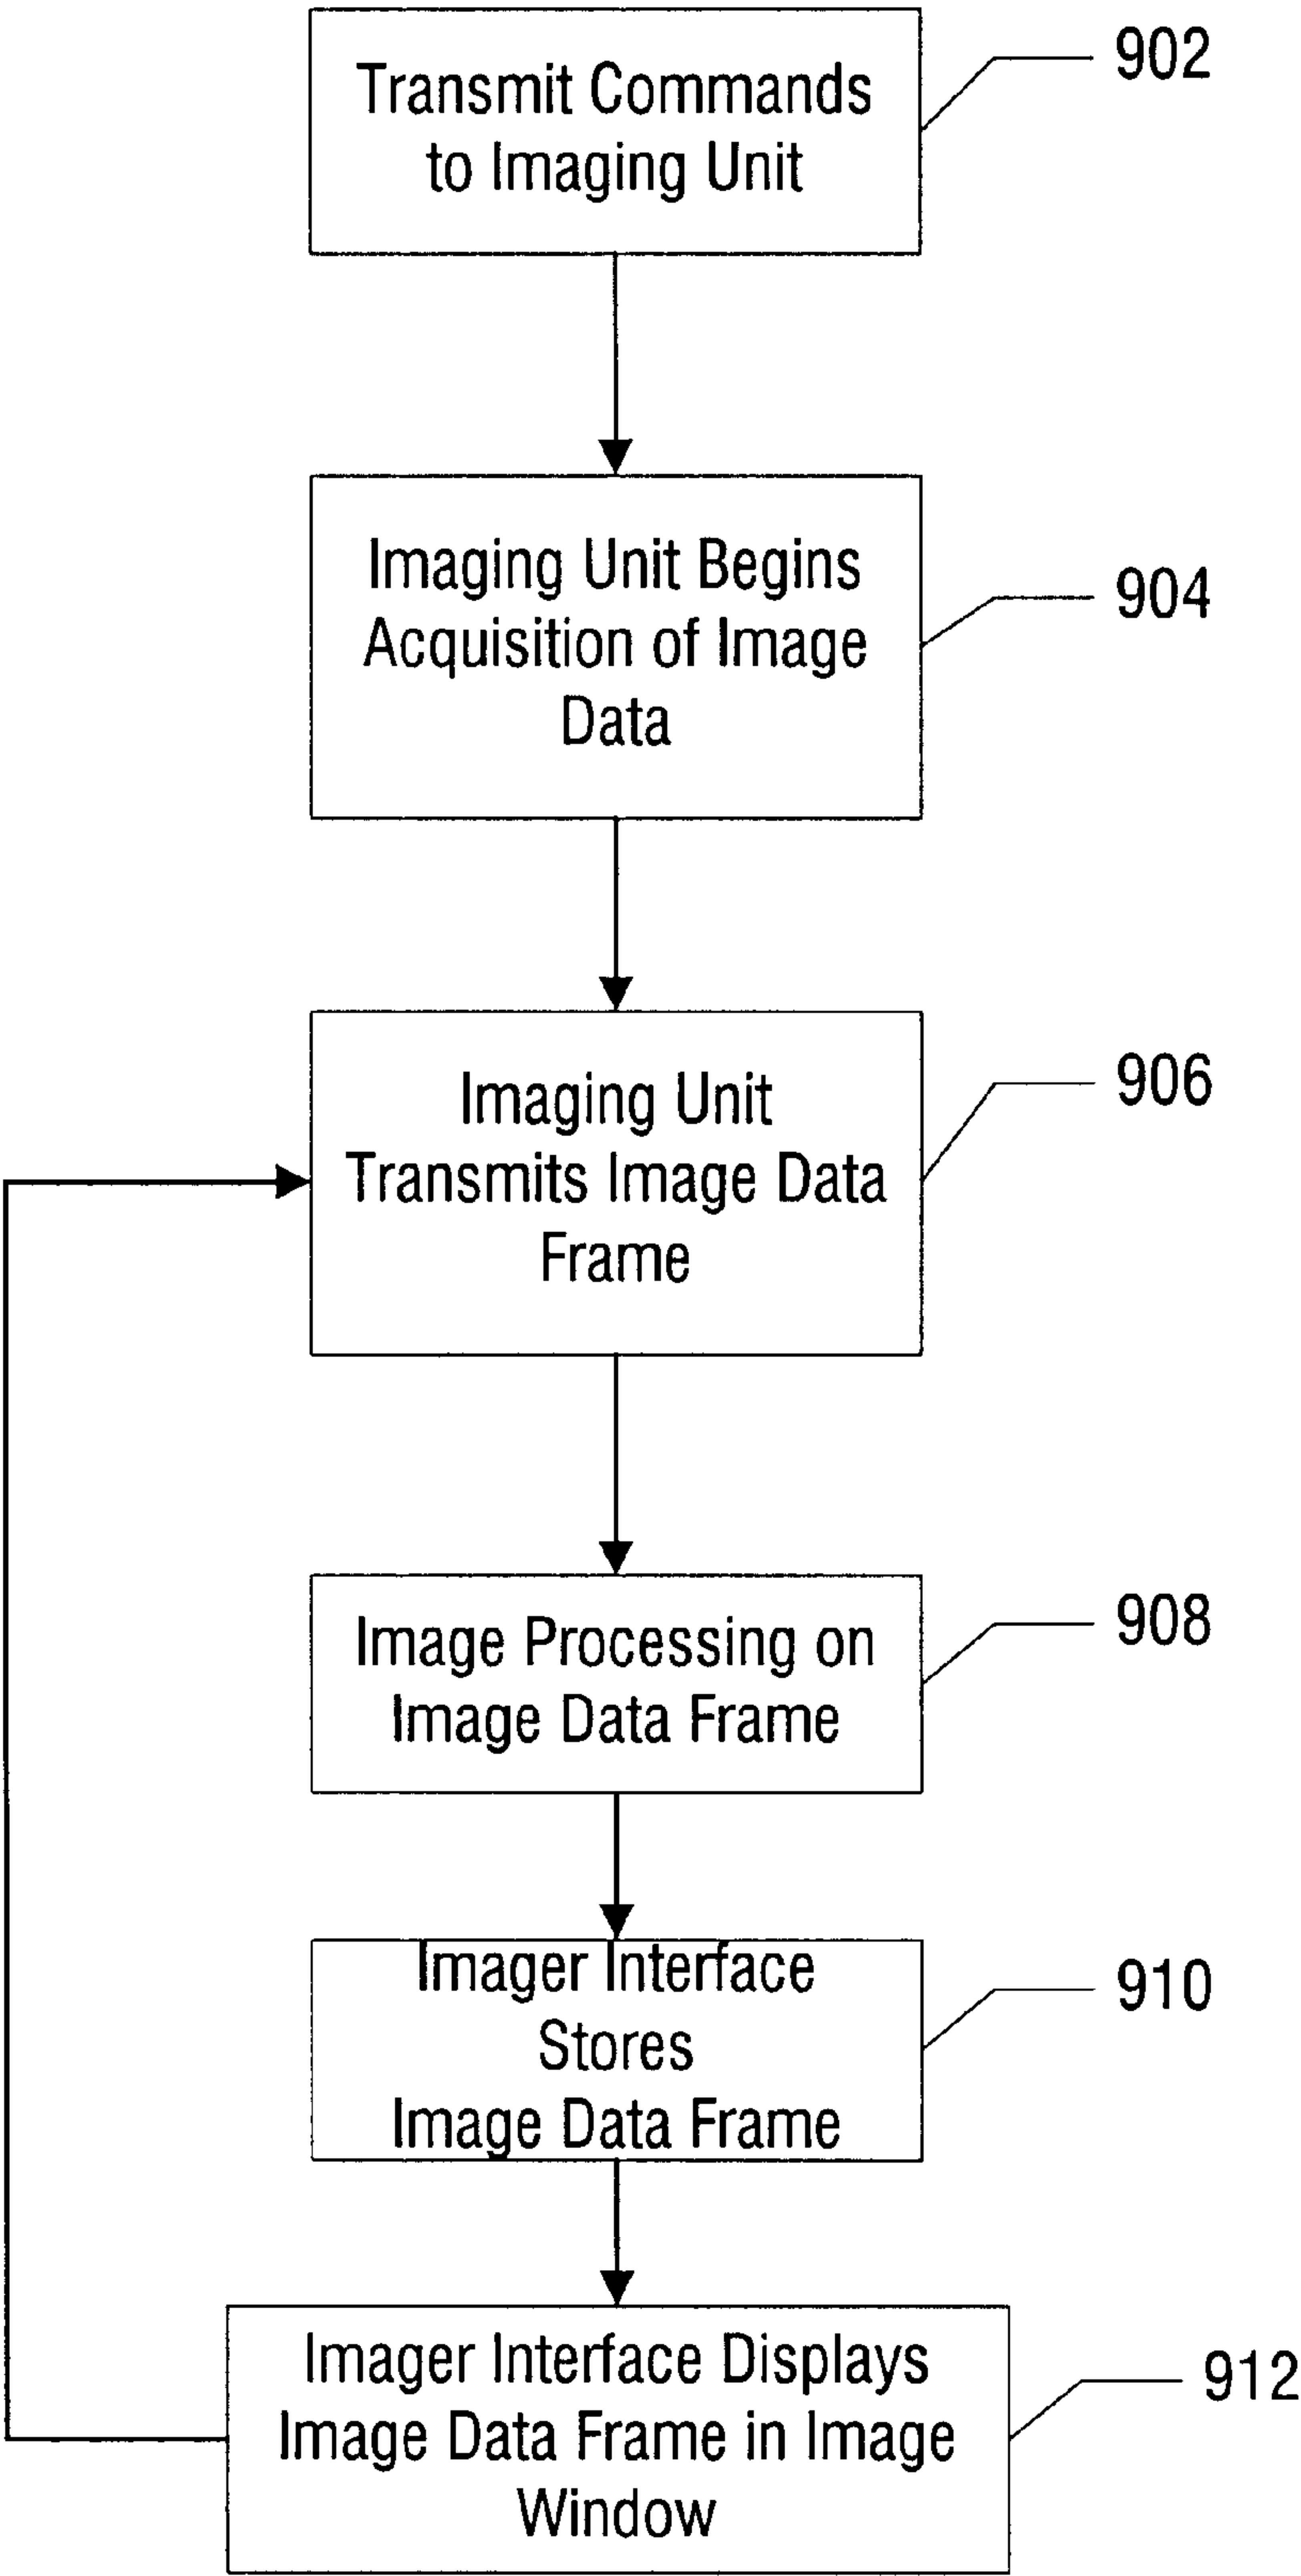 Transmit Commands
to Imaging Unit
902
Imaging Unit Begins
Acquisition of Image
Data
904
Imaging Unit
Transmits Image Data
Frame
906
Image Processing on
Image Data Frame
908
Imager Interface
Stores
Image Data Frame
910
Imager Interface Displays
Image Data Frame in Image
Window
912